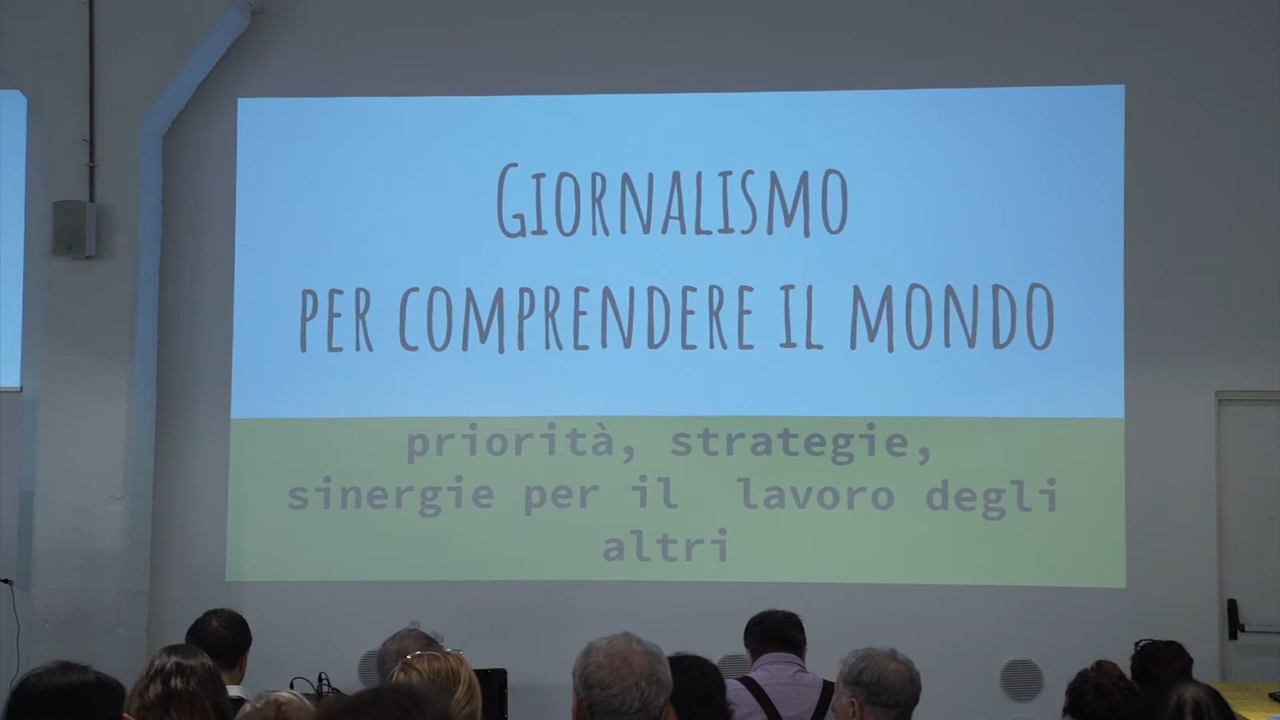 Giornalismo
per comprendere il mondo
priorità, strategie,
sinergie per il lavoro degli
altri